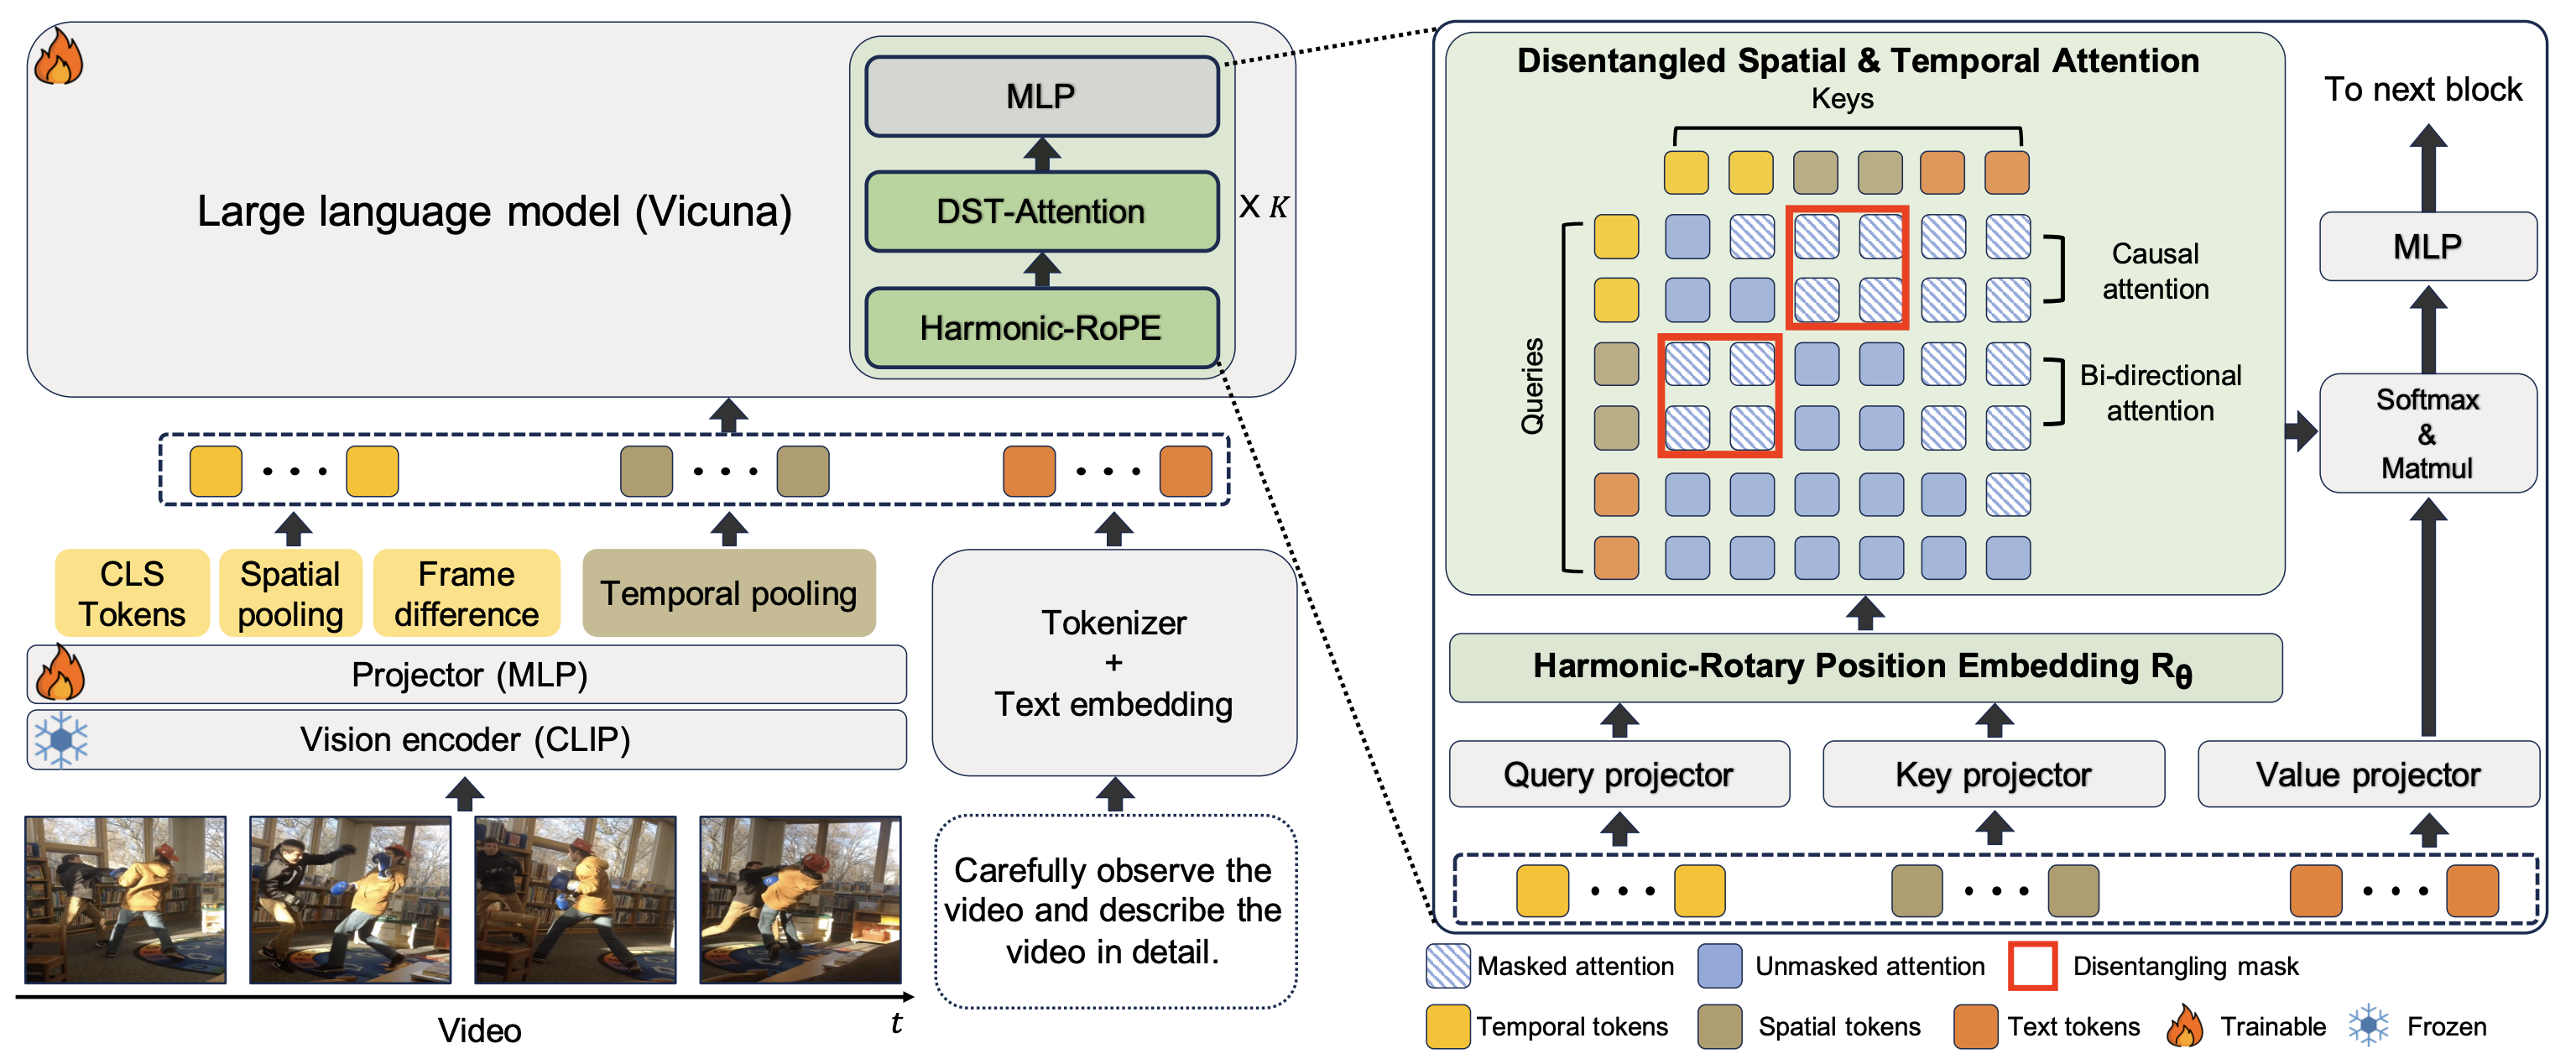 Large language model (Vicuna)
MLP
DST-Attention
Harmonic-RoPE
X K
CLS
Tokens
Spatial
pooling
Frame
difference
Temporal pooling
Projector (MLP)
Vision encoder (CLIP)
Tokenizer
+
Text embedding
Carefully observe the
video and describe the
video in detail.
Video
t
Disentangled Spatial & Temporal Attention
Keys
Queries
Causal
attention
Bi-directional
attention
To next block
MLP
Softmax
&
Matmul
Harmonic-Rotary Position Embedding Rθ
Query projector
Key projector
Value projector
Masked attention
Unmasked attention
Disentangling mask
Temporal tokens
Spatial tokens
Text tokens
Trainable
Frozen